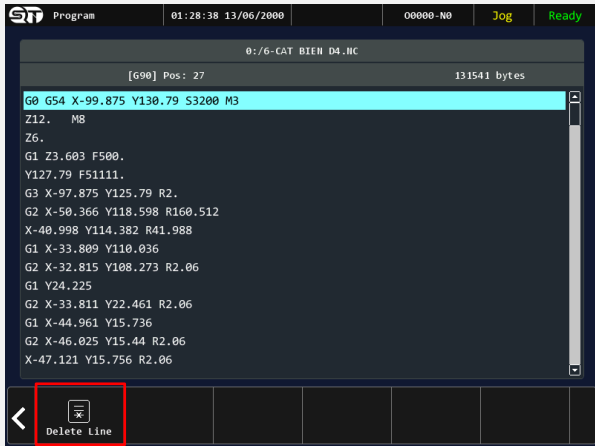 Program 01:28:38 13/06/2000 O0000-N0 Jog Ready
0:/6-CAT BIEN D4.NC
[G90] Pos: 27 131541 bytes
G0 G54 X-99.875 Y130.79 S3200 M3
Z12. M8
Z6.
G1 Z3.603 F500.
Y127.79 F51111.
G3 X-97.875 Y125.79 R2.
G2 X-50.366 Y118.598 R160.512
X-40.998 Y114.382 R41.988
G1 X-33.809 Y110.036
G2 X-32.815 Y108.273 R2.06
G1 Y24.225
G2 X-33.811 Y22.461 R2.06
G1 X-44.961 Y15.736
G2 X-46.025 Y15.44 R2.06
X-47.121 Y15.756 R2.06
Delete Line